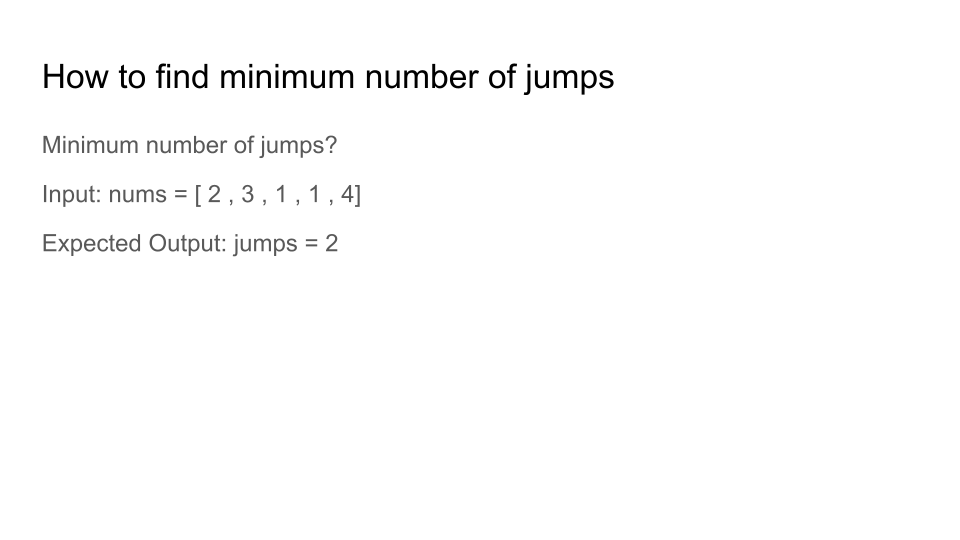 How to find minimum number of jumps
Minimum number of jumps?
Input: nums = [ 2 , 3 , 1 , 1 , 4]
Expected Output: jumps = 2